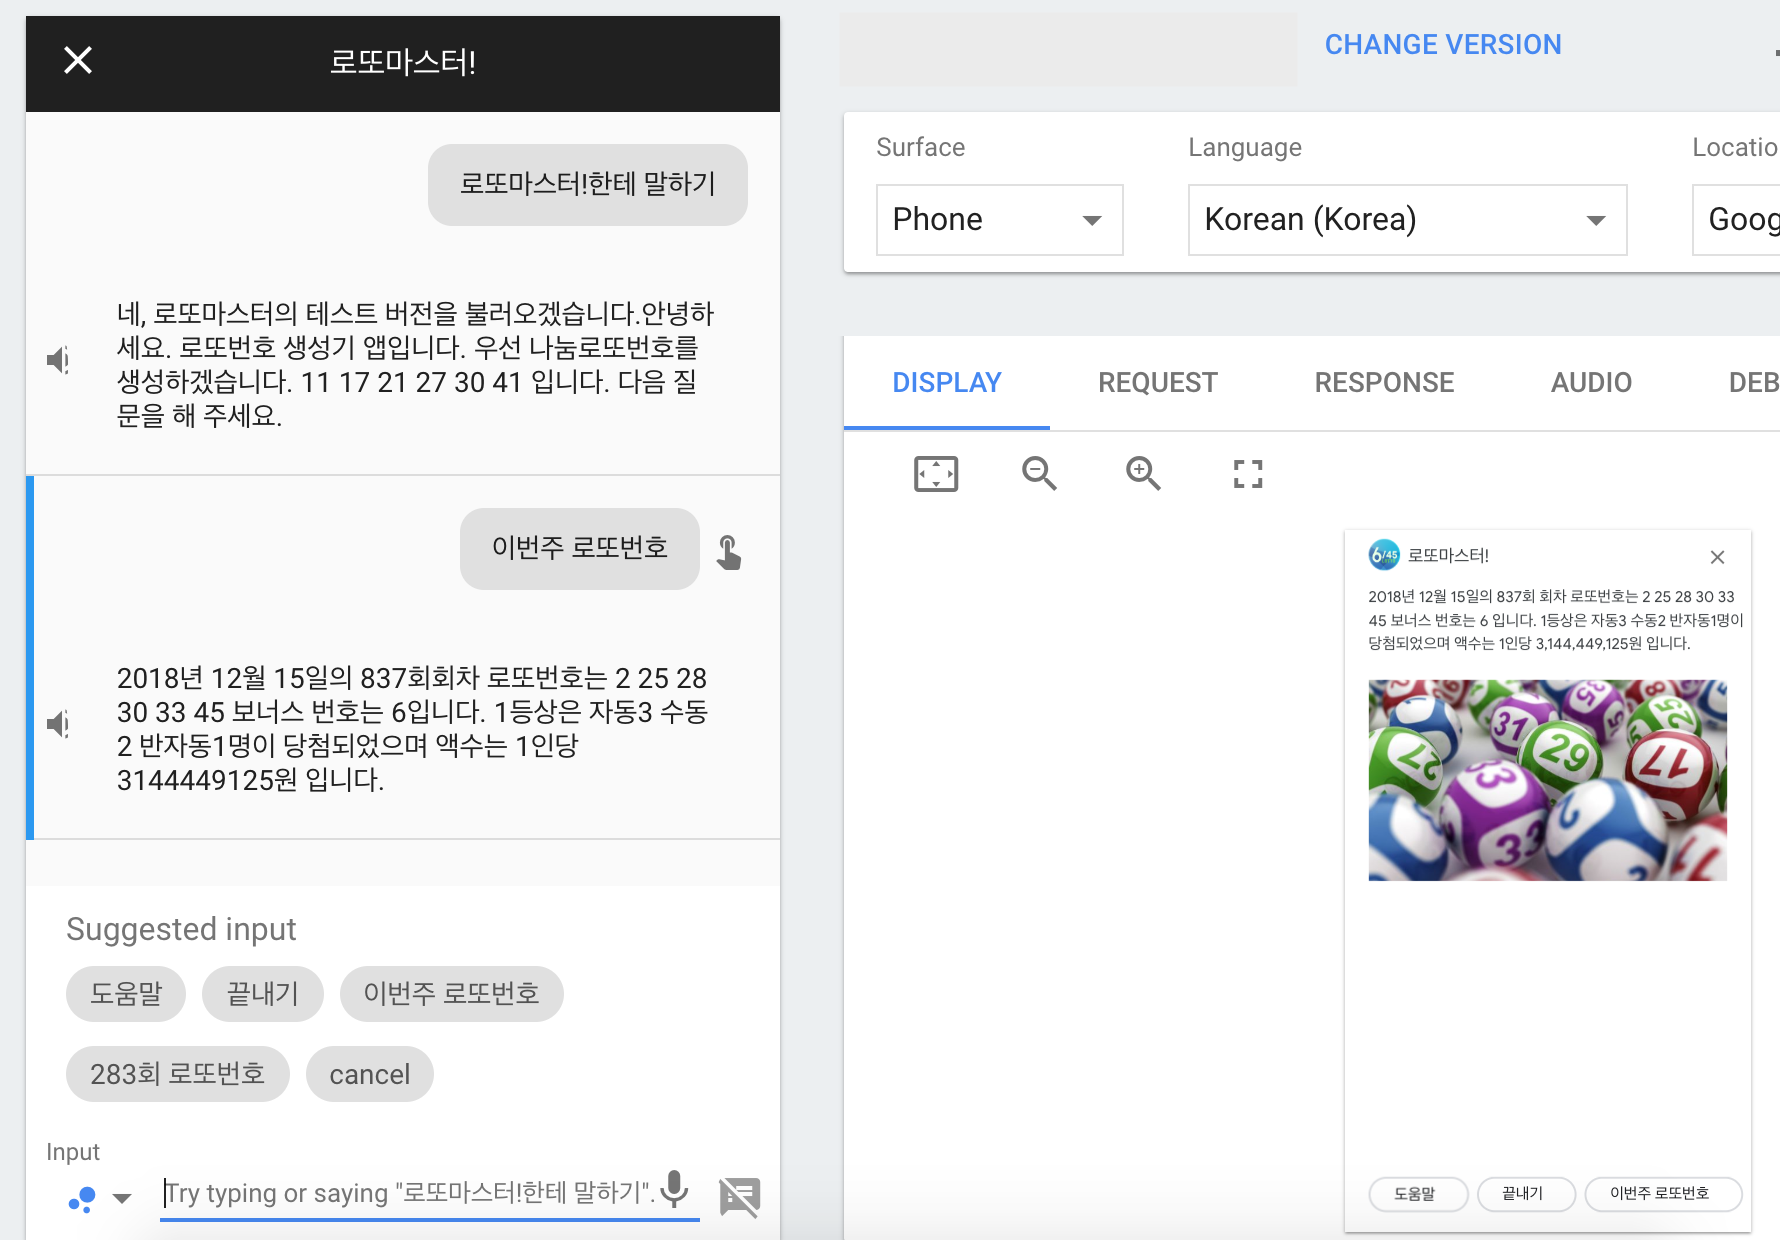 로또마스터!
로또마스터!한테 말하기
네, 로또마스터의 테스트 버전을 불러오겠습니다.안녕하
세요. 로또번호 생성기 앱입니다. 우선 나눔로또번호를
생성하겠습니다. 11 17 21 27 30 41 입니다. 다음 질
문을 해 주세요.
이번주 로또번호
2018년 12월 15일의 837회회차 로또번호는 2 25 28
30 33 45 보너스 번호는 6입니다. 1등상은 자동3 수동
2 반자동1명이 당첨되었으며 액수는 1인당
3144449125원 입니다.
Suggested input
도움말 끝내기 이번주 로또번호
283회 로또번호 cancel
Input
Try typing or saying "로또마스터!한테 말하기".
CHANGE VERSION
Surface Language Locatio
Phone Korean (Korea) Goog
DISPLAY REQUEST RESPONSE AUDIO DEB
6/45 로또마스터!
2018년 12월 15일의 837회 회차 로또번호는 2 25 28 30 33
45 보너스 번호는 6 입니다. 1등상은 자동3 수동2 반자동1명이
당첨되었으며 액수는 1인당 3,144,449,125원 입니다.
35
31
25
27
29
17
33
33
2
도움말 끝내기 이번주 로또번호